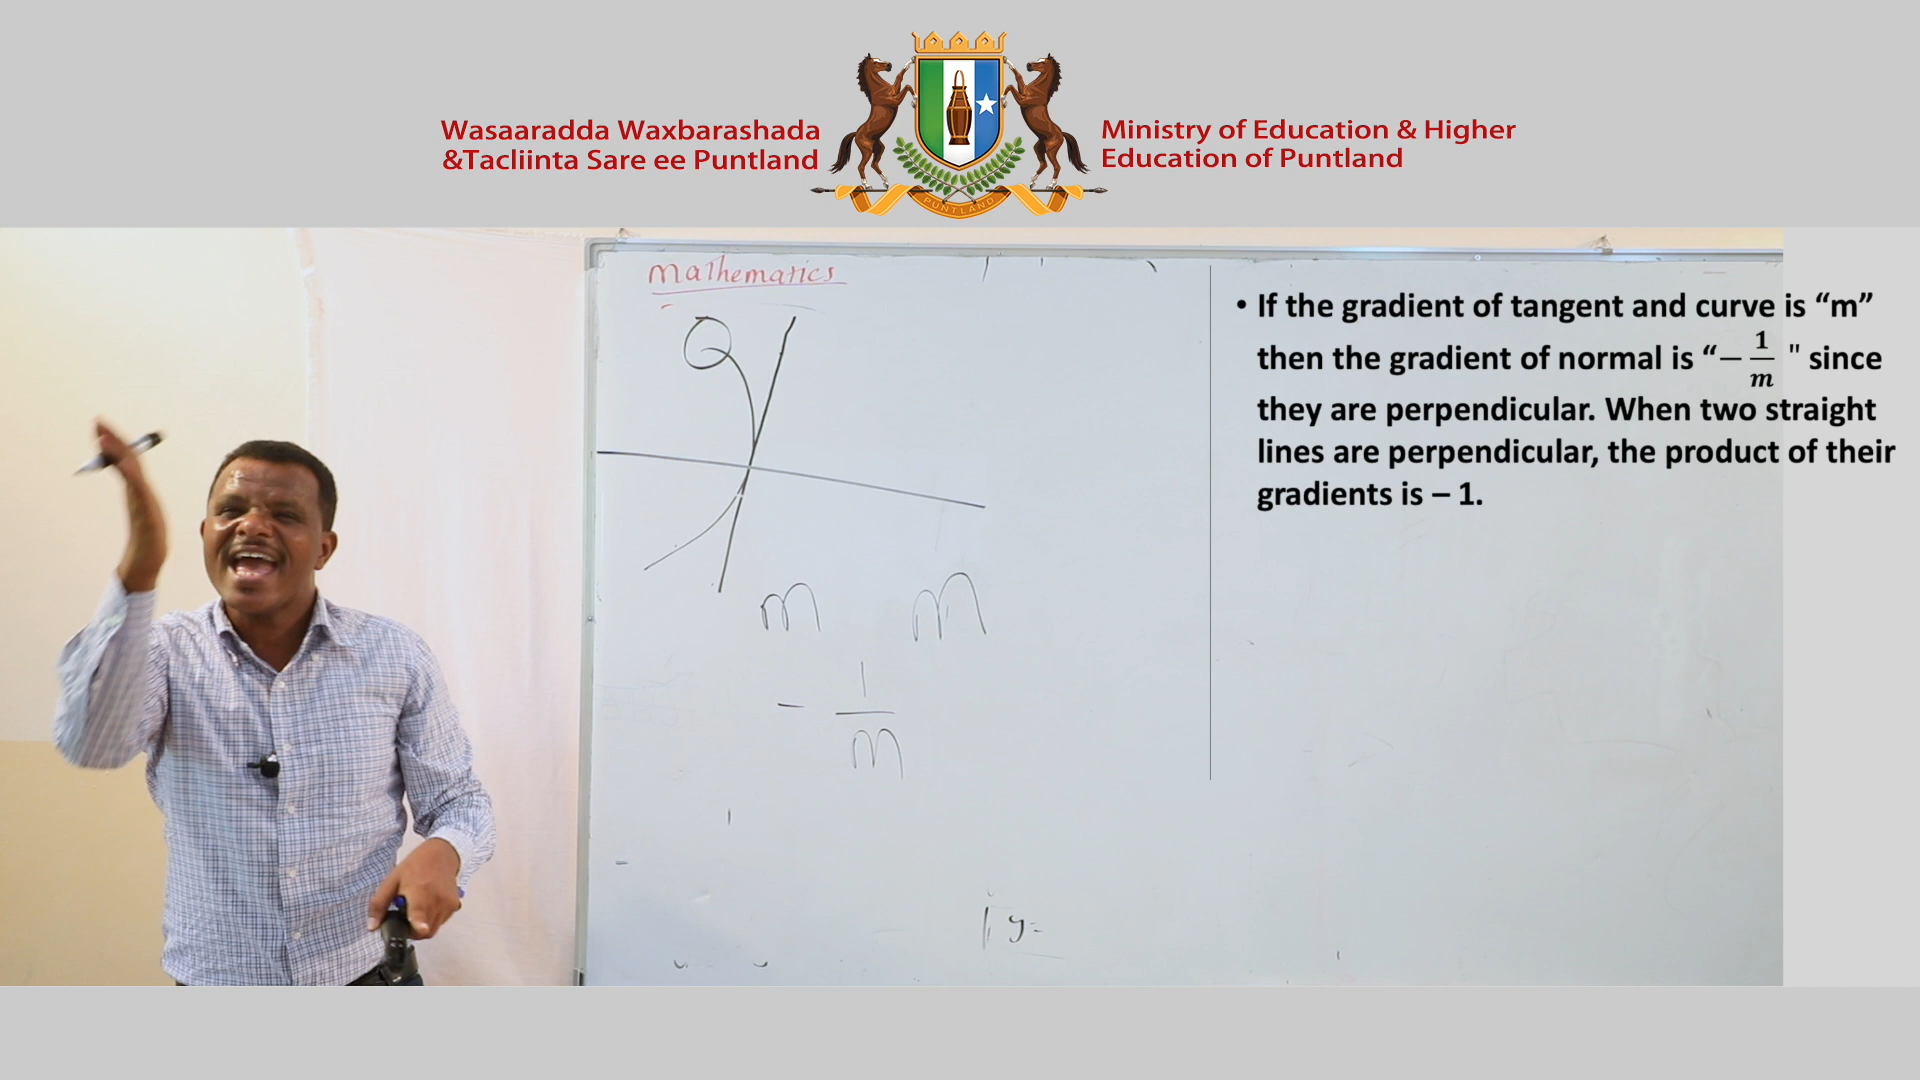 Wasaaradda Waxbarashada
&Tacliinta Sare ee Puntland
Ministry of Education & Higher
Education of Puntland
PUNTLAND
Mathematics
• If the gradient of tangent and curve is “m”
then the gradient of normal is “− 1/m " since
they are perpendicular. When two straight
lines are perpendicular, the product of their
gradients is – 1.
m m
- 1/m
y=